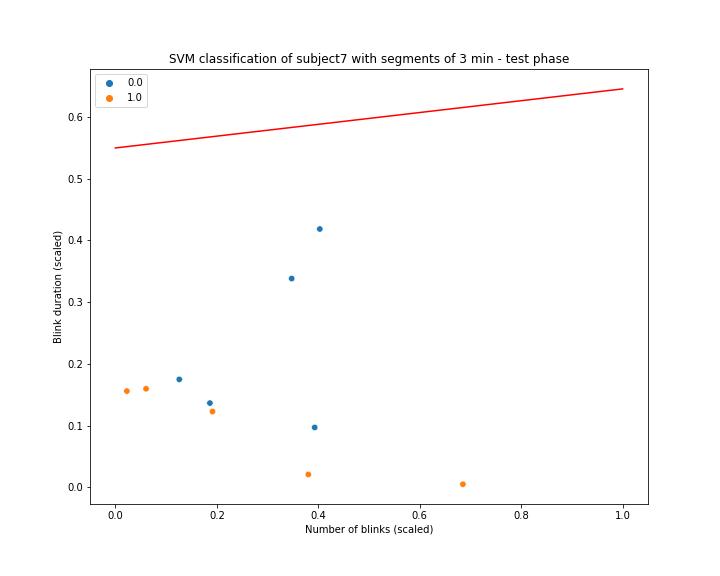 SVM classification of subject7 with segments of 3 min - test phase
0.0
1.0
0.6
0.5
0.4
0.3
0.2
0.1
0.0
Blink duration (scaled)
0.0 0.2 0.4 0.6 0.8 1.0
Number of blinks (scaled)